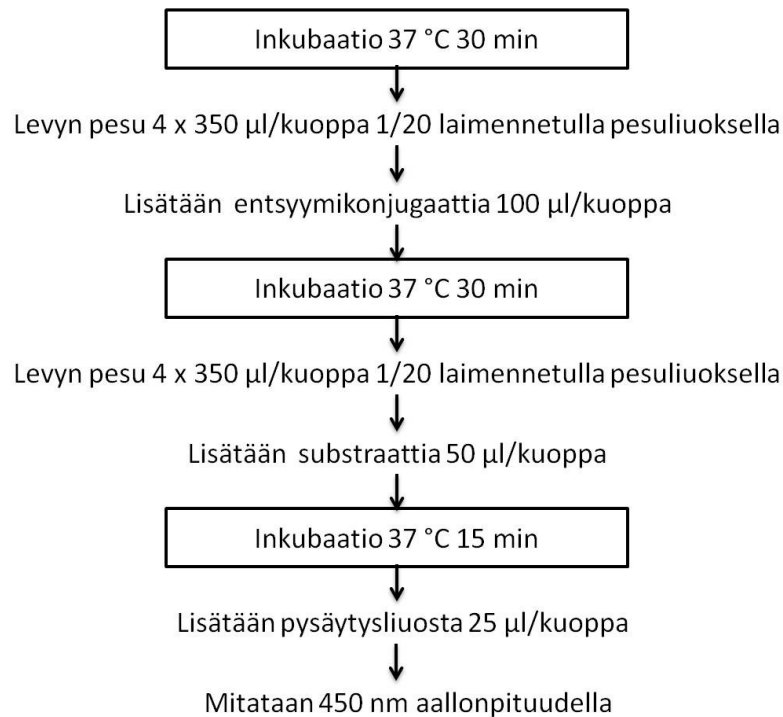 Inkubaatio 37 °C 30 min
Levyn pesu 4 x 350 µl/kuoppa 1/20 laimennetulla pesuliuoksella
Lisätään entsyymikonjugaattia 100 µl/kuoppa
Inkubaatio 37 °C 30 min
Levyn pesu 4 x 350 µl/kuoppa 1/20 laimennetulla pesuliuoksella
Lisätään substraattia 50 µl/kuoppa
Inkubaatio 37 °C 15 min
Lisätään pysäytysliuosta 25 µl/kuoppa
Mitataan 450 nm aallonpituudella